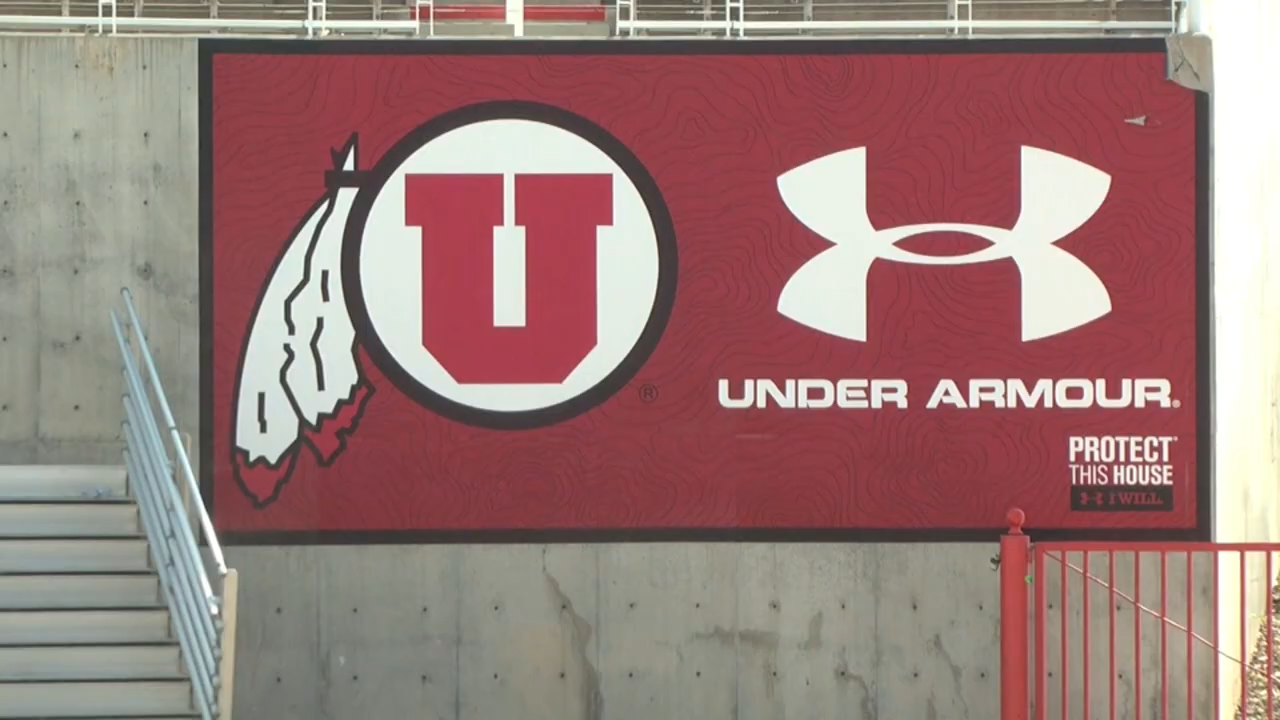 U
®
UNDER ARMOUR®
PROTECT
THIS HOUSE
I WILL.